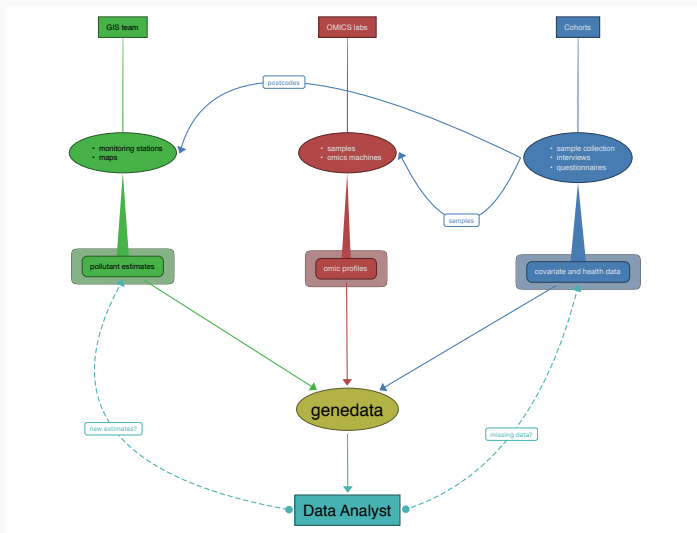 GIS team
OMICS labs
Cohorts
postcodes
• monitoring stations
• maps
• samples
• omics machines
• sample collection
• interviews
• questionnaires
samples
pollutant estimates
omic profiles
covariate and health data
genedata
new estimates?
missing data?
Data Analyst